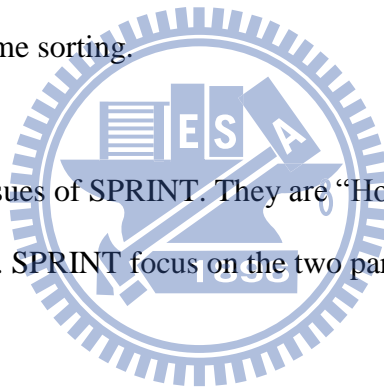 me sorting.
E S A
sues of SPRINT. They are “Ho
. SPRINT focus on the two par
1896